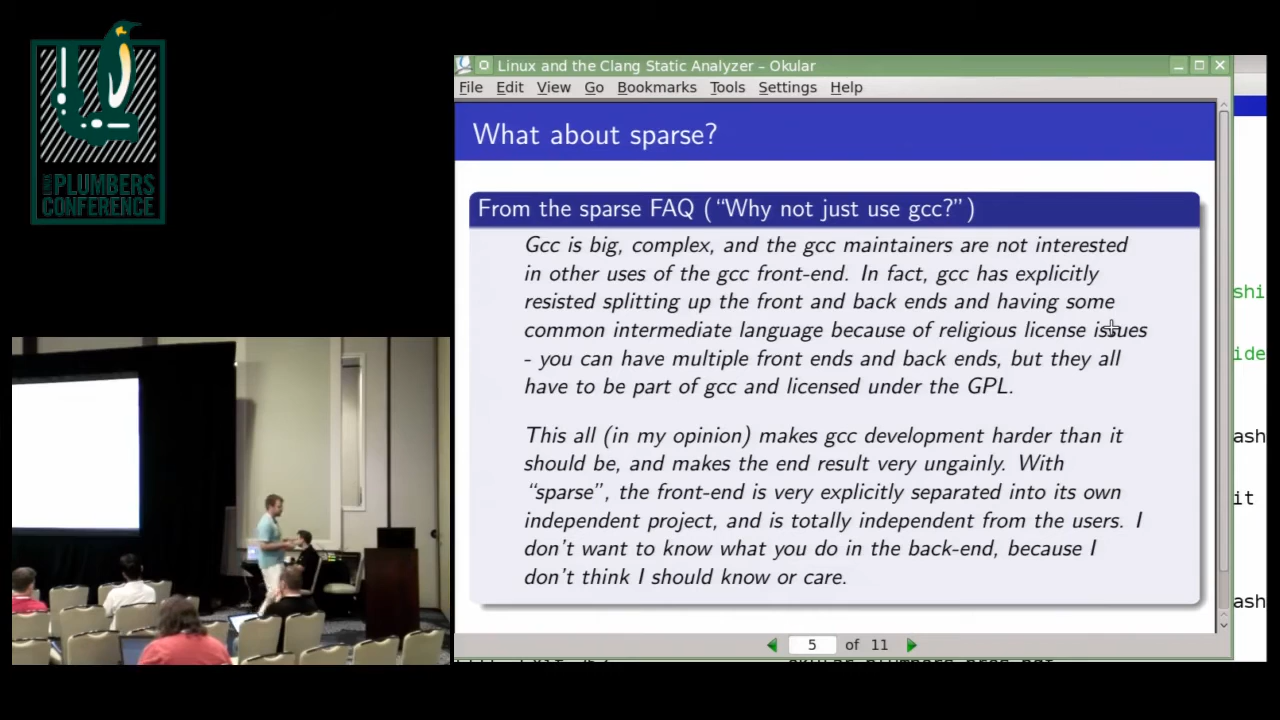 LINUX
PLUMBERS
CONFERENCE
Linux and the Clang Static Analyzer – Okular
File Edit View Go Bookmarks Tools Settings Help
What about sparse?
From the sparse FAQ (“Why not just use gcc?”)
Gcc is big, complex, and the gcc maintainers are not interested
in other uses of the gcc front-end. In fact, gcc has explicitly
resisted splitting up the front and back ends and having some
common intermediate language because of religious license issues
- you can have multiple front ends and back ends, but they all
have to be part of gcc and licensed under the GPL.
This all (in my opinion) makes gcc development harder than it
should be, and makes the end result very ungainly. With
“sparse”, the front-end is very explicitly separated into its own
independent project, and is totally independent from the users. I
don't want to know what you do in the back-end, because I
don't think I should know or care.
5 of 11
shi
ide
ash
it
ash